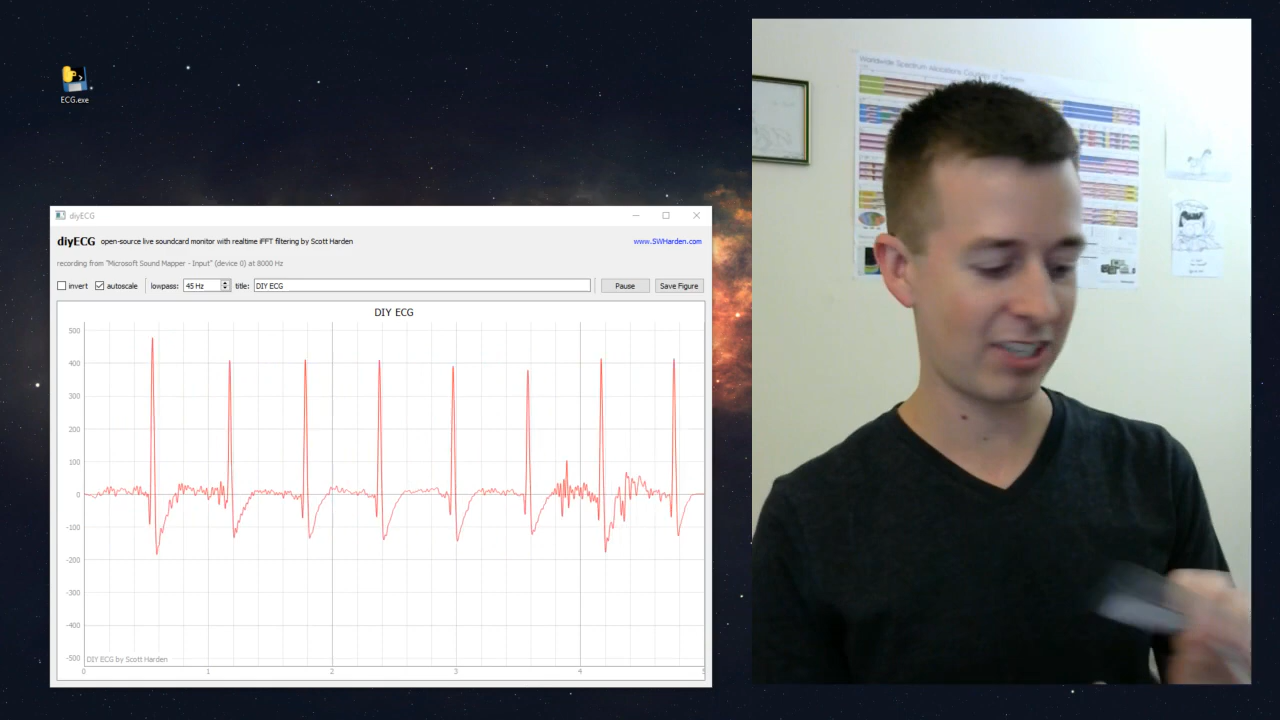 ECG.exe
diyECG
diyECG open-source live soundcard monitor with realtime iFFT filtering by Scott Harden www.SWHarden.com
recording from "Microsoft Sound Mapper - Input" (device 0) at 8000 Hz
invert autoscale lowpass: 45 Hz title: DIY ECG Pause Save Figure
DIY ECG
500
400
300
200
100
0
-100
-200
-300
-400
-500
DIY ECG by Scott Harden
0 1 2 3 4 5
Worldwide Spectrum Allocations